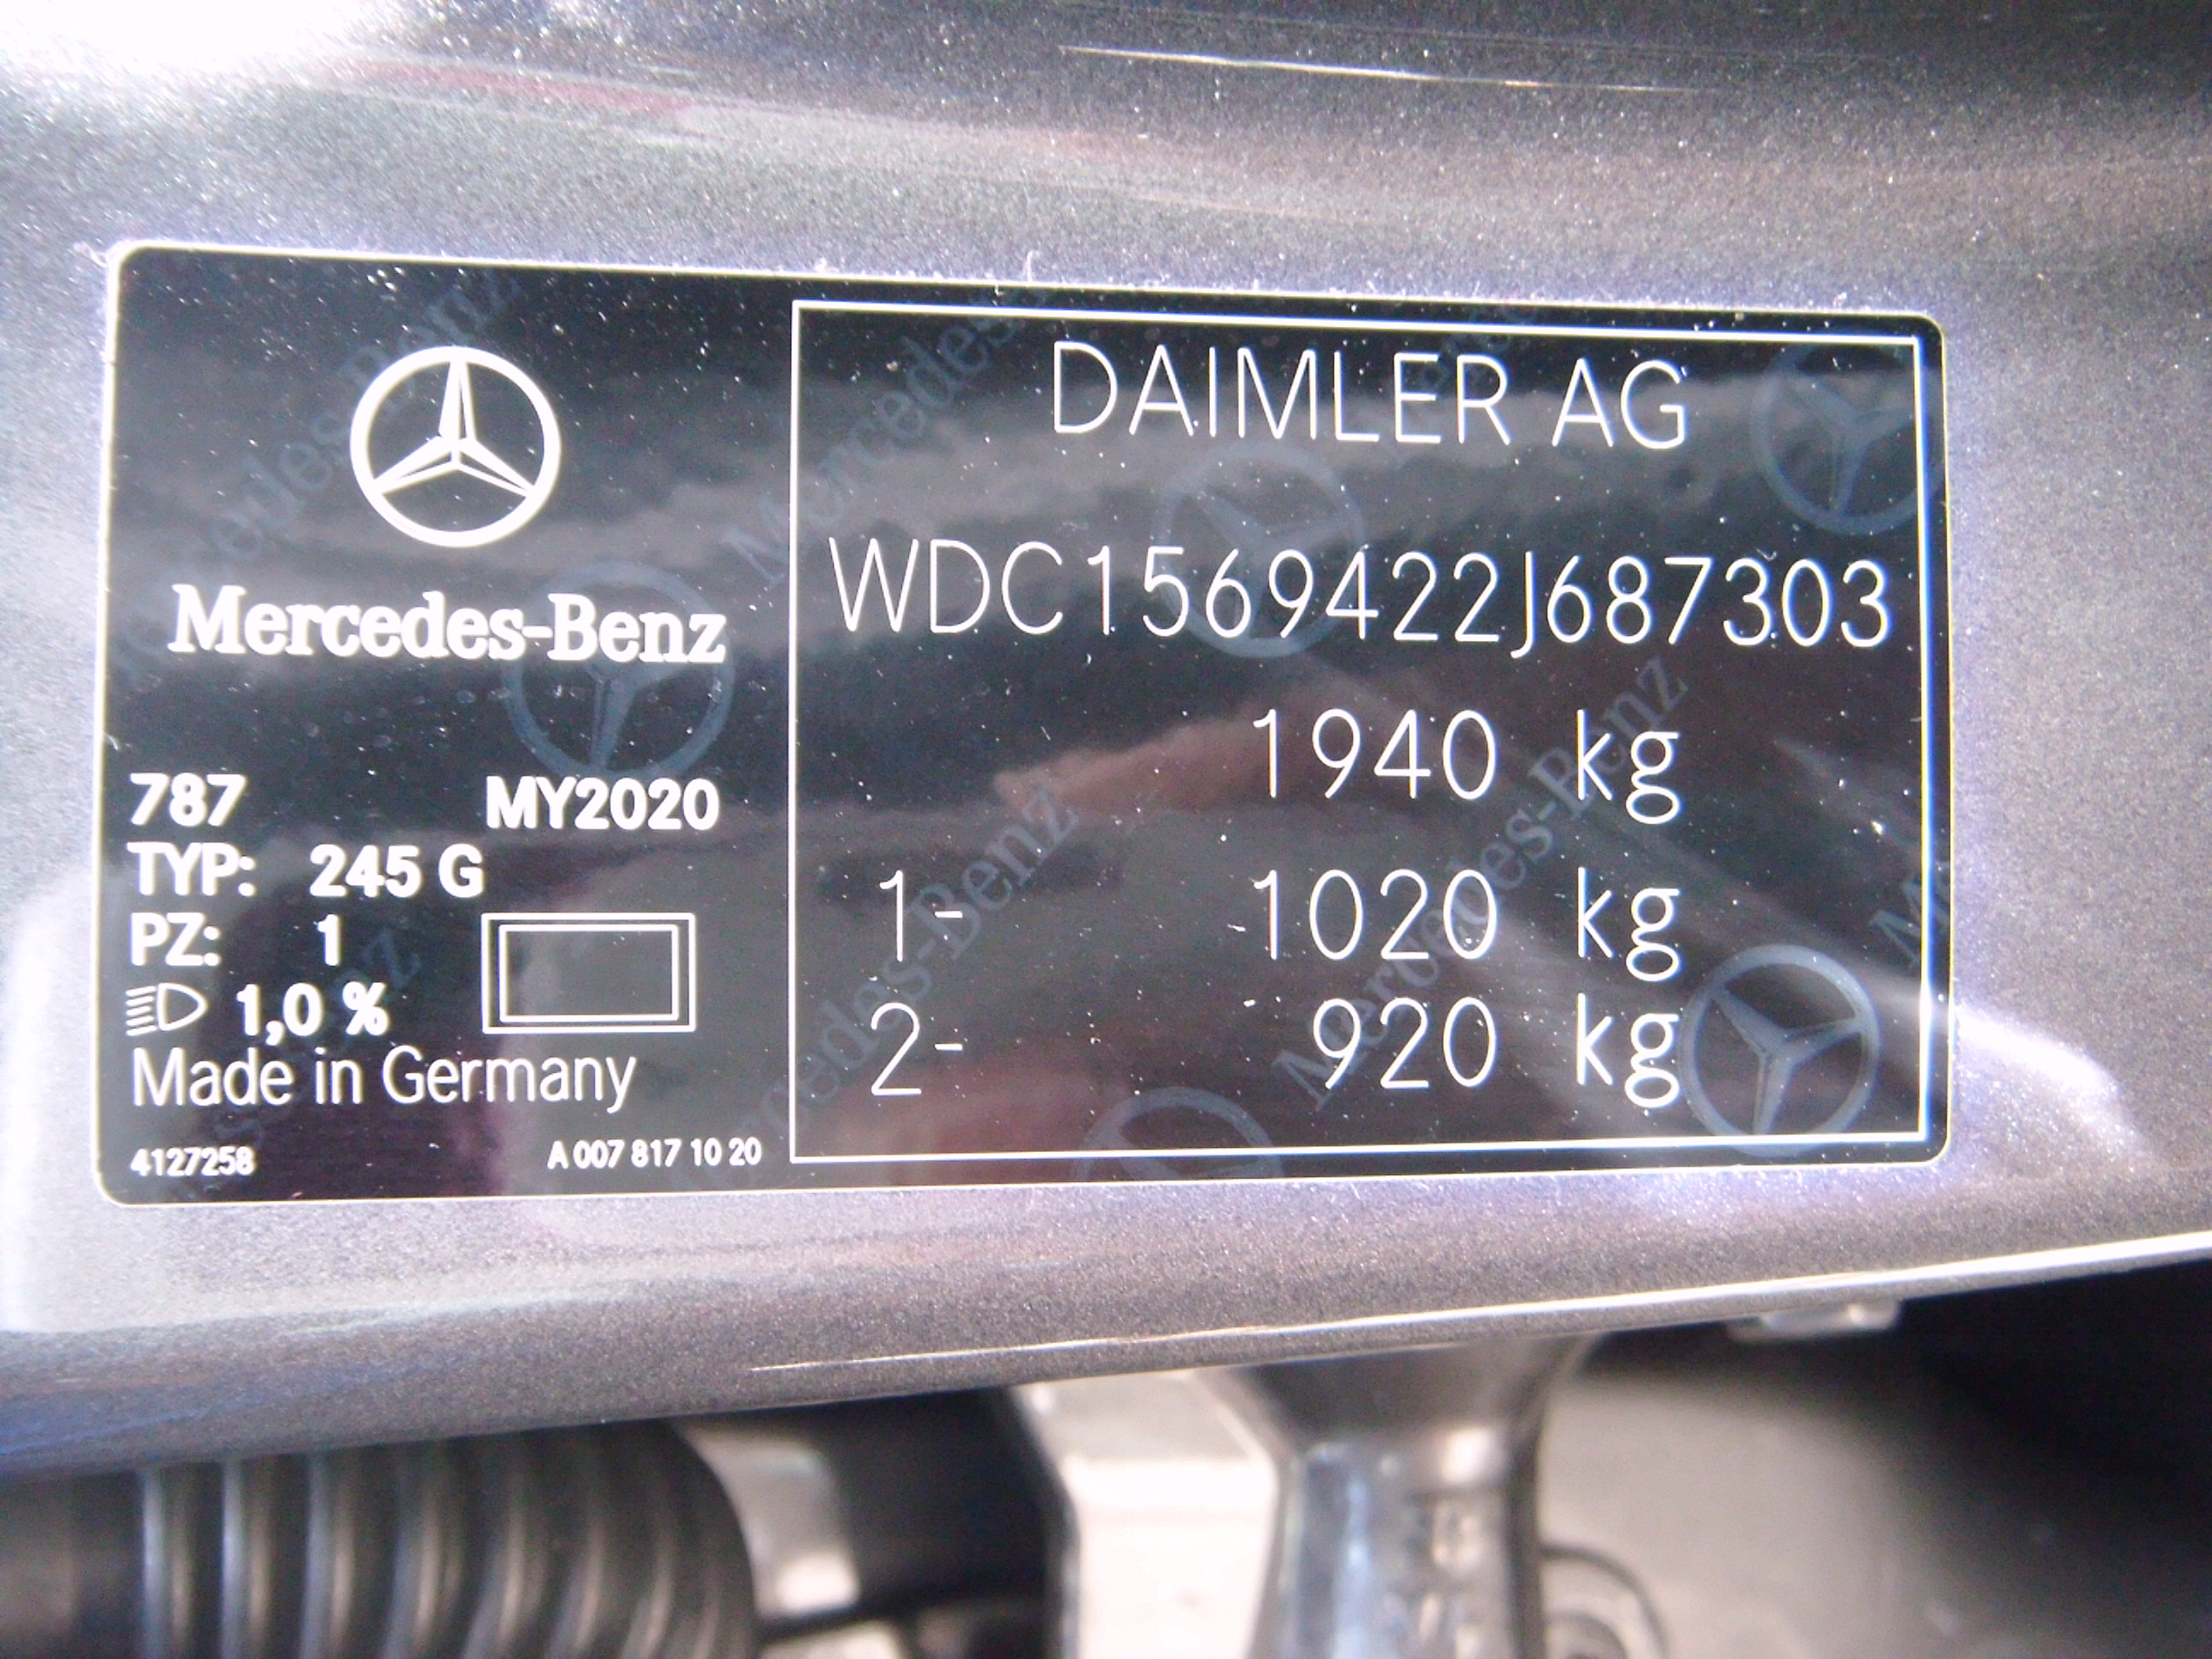 Mercedes-Benz
787 MY2020
TYP: 245 G
PZ: 1
1,0 %
Made in Germany
4127258 A 007 817 10 20
DAIMLER AG
WDC1569422J687303
1940 kg
1- 1020 kg
2- 920 kg